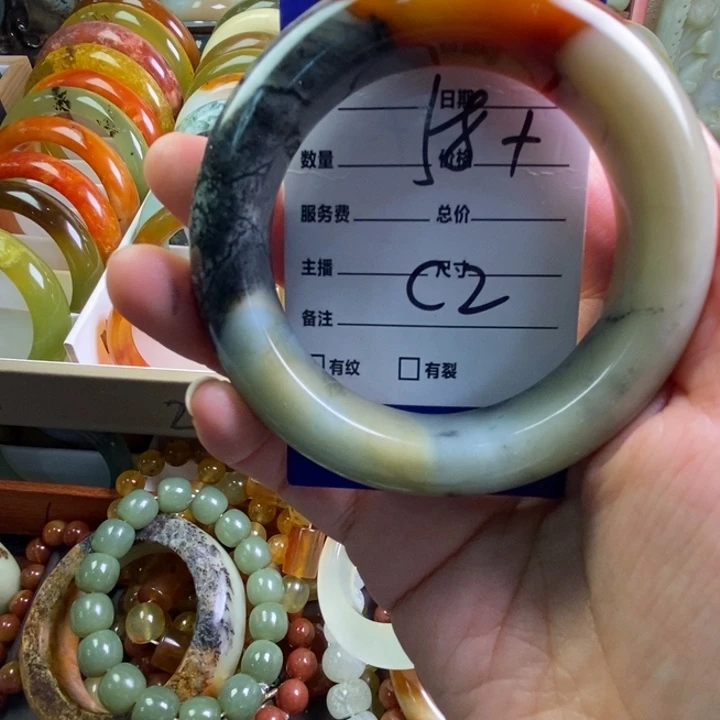 日期
数量 价格 58+
服务费 总价
主播 尺寸
C2
备注
有纹 有裂